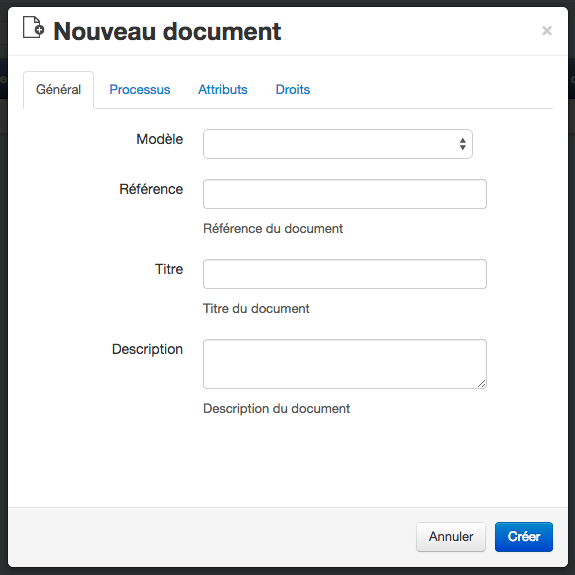 Nouveau document
×
Général Processus Attributs Droits
Modèle
Référence
Référence du document
Titre
Titre du document
Description
Description du document
Annuler Créer